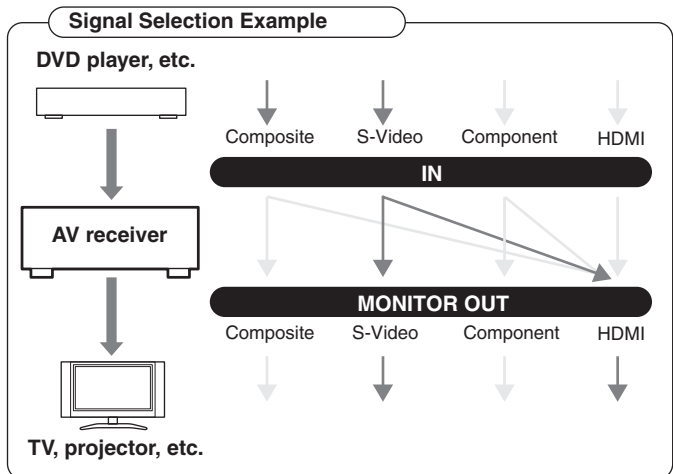 Signal Selection Example
DVD player, etc.
Composite S-Video Component HDMI
IN
AV receiver
MONITOR OUT
Composite S-Video Component HDMI
TV, projector, etc.